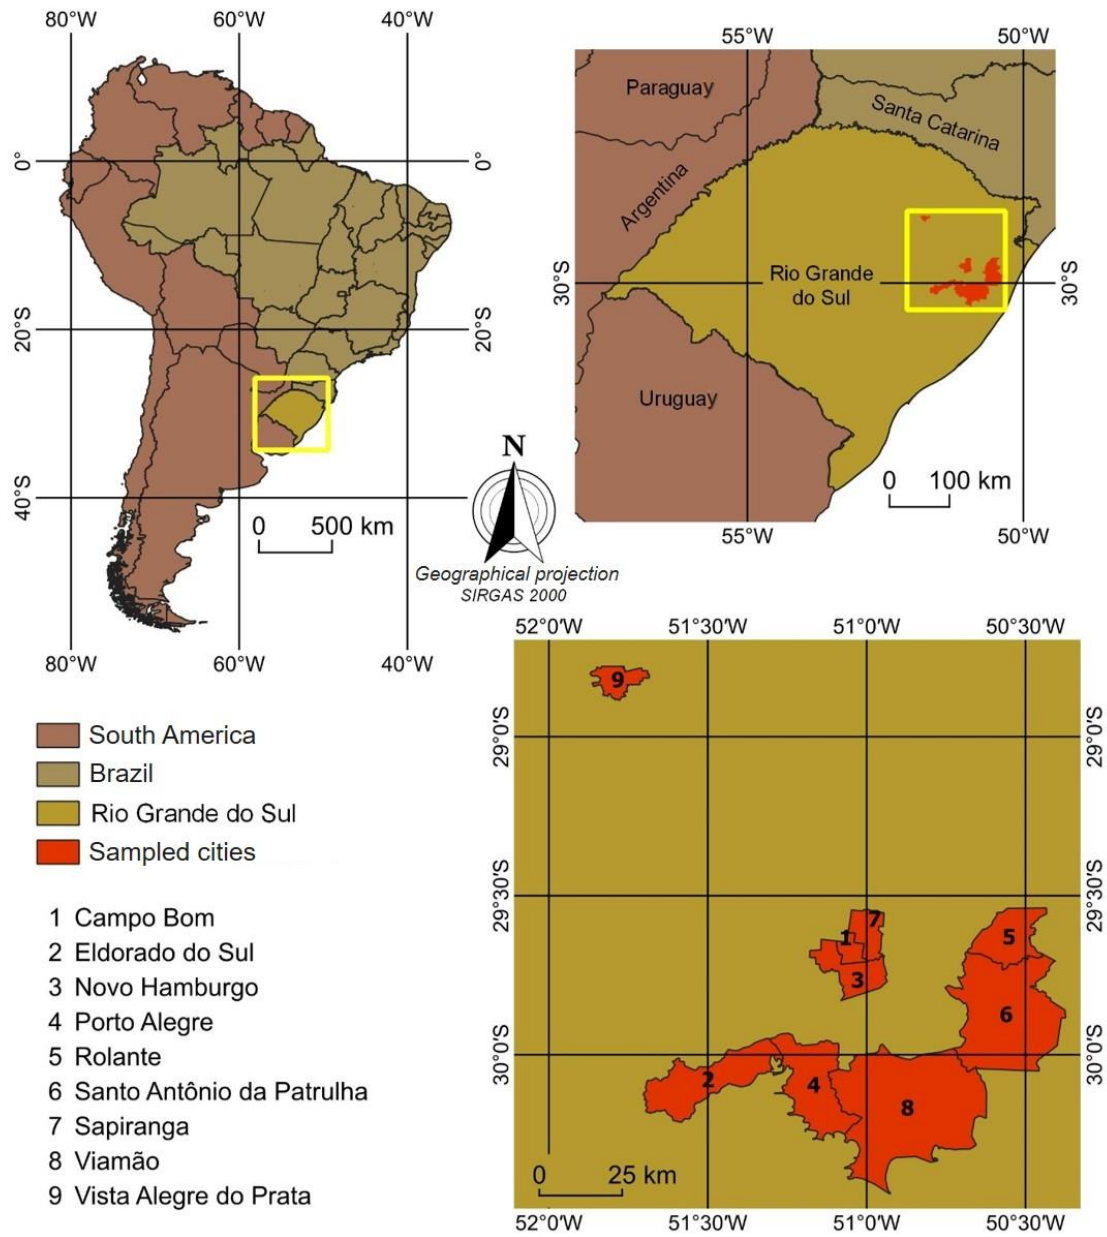 80°W 60°W 40°W
0° 0°
20°S 20°S
40°S
0 500 km
80°W 60°W 40°W
N
Geographical projection
SIRGAS 2000
55°W 50°W
Paraguay
Santa Catarina
Argentina
Rio Grande
do Sul
30°S 30°S
Uruguay
0 100 km
55°W 50°W
South America
Brazil
Rio Grande do Sul
Sampled cities
1 Campo Bom
2 Eldorado do Sul
3 Novo Hamburgo
4 Porto Alegre
5 Rolante
6 Santo Antônio da Patrulha
7 Sapiranga
8 Viamão
9 Vista Alegre do Prata
52°0'W 51°30'W 51°0'W 50°30'W
9
29°0'S 29°0'S
29°30'S 29°30'S
7
1
5
3
6
30°0'S 30°0'S
2
4
8
0 25 km
52°0'W 51°30'W 51°0'W 50°30'W